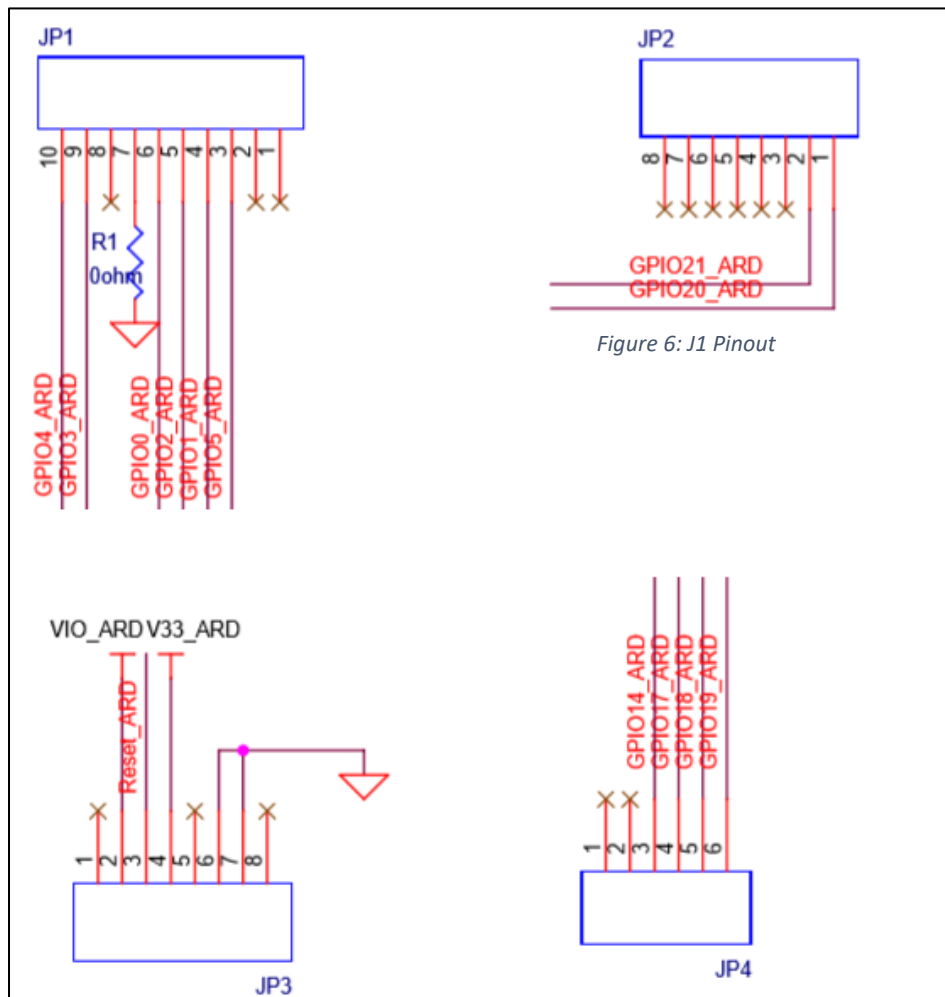 JP1
10
9
8
7
6
5
4
3
2
1
R1
0ohm
GPIO4_ARD
GPIO3_ARD
GPIO0_ARD
GPIO2_ARD
GPIO1_ARD
GPIO5_ARD
JP2
8
7
6
5
4
3
2
1
GPIO21_ARD
GPIO20_ARD
Figure 6: J1 Pinout
VIO_ARD V33_ARD
Reset_ARD
1
2
3
4
5
6
7
8
JP3
GPIO14_ARD
GPIO17_ARD
GPIO18_ARD
GPIO19_ARD
1
2
3
4
5
6
JP4